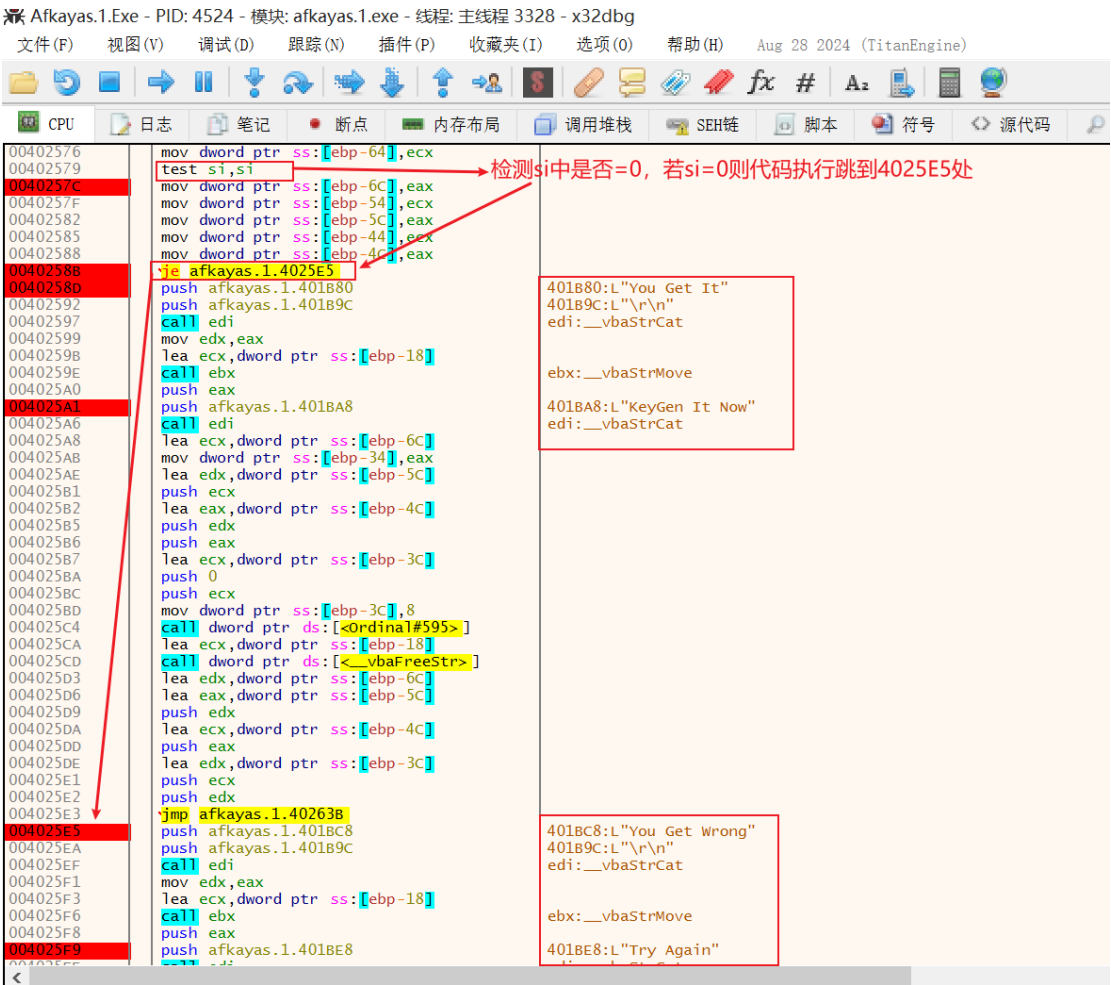 Afkayas.1.Exe - PID: 4524 - 模块: afkayas.1.exe - 线程: 主线程 3328 - x32dbg
文件(F) 视图(V) 调试(D) 跟踪(N) 插件(P) 收藏夹(I) 选项(O) 帮助(H) Aug 28 2024 (TitanEngine)
S fx # A₂
CPU 日志 笔记 断点 内存布局 调用堆栈 SEH链 脚本 符号 源代码
00402576 mov dword ptr ss:[ebp-64],ecx
00402579 test si,si 检测si中是否=0，若si=0则代码执行跳到4025E5处
0040257C mov dword ptr ss:[ebp-6C],eax
0040257F mov dword ptr ss:[ebp-54],ecx
00402582 mov dword ptr ss:[ebp-5C],eax
00402585 mov dword ptr ss:[ebp-44],ecx
00402588 mov dword ptr ss:[ebp-4C],eax
0040258B je afkayas.1.4025E5
0040258D push afkayas.1.401B80 401B80:L"You Get It"
00402592 push afkayas.1.401B9C 401B9C:L"\r\n"
00402597 call edi edi:__vbaStrCat
00402599 mov edx,eax
0040259B lea ecx,dword ptr ss:[ebp-18]
0040259E call ebx ebx:__vbaStrMove
004025A0 push eax
004025A1 push afkayas.1.401BA8 401BA8:L"KeyGen It Now"
004025A6 call edi edi:__vbaStrCat
004025A8 lea ecx,dword ptr ss:[ebp-6C]
004025AB mov dword ptr ss:[ebp-34],eax
004025AE lea edx,dword ptr ss:[ebp-5C]
004025B1 push ecx
004025B2 lea eax,dword ptr ss:[ebp-4C]
004025B5 push edx
004025B6 push eax
004025B7 lea ecx,dword ptr ss:[ebp-3C]
004025BA push 0
004025BC push ecx
004025BD mov dword ptr ss:[ebp-3C],8
004025C4 call dword ptr ds:[<Ordinal#595>]
004025CA lea ecx,dword ptr ss:[ebp-18]
004025CD call dword ptr ds:[<__vbaFreeStr>]
004025D3 lea edx,dword ptr ss:[ebp-6C]
004025D6 lea eax,dword ptr ss:[ebp-5C]
004025D9 push edx
004025DA lea ecx,dword ptr ss:[ebp-4C]
004025DD push eax
004025DE lea edx,dword ptr ss:[ebp-3C]
004025E1 push ecx
004025E2 push edx
004025E3 jmp afkayas.1.40263B
004025E5 push afkayas.1.401BC8 401BC8:L"You Get Wrong"
004025EA push afkayas.1.401B9C 401B9C:L"\r\n"
004025EF call edi edi:__vbaStrCat
004025F1 mov edx,eax
004025F3 lea ecx,dword ptr ss:[ebp-18]
004025F6 call ebx ebx:__vbaStrMove
004025F8 push eax
004025F9 push afkayas.1.401BE8 401BE8:L"Try Again"